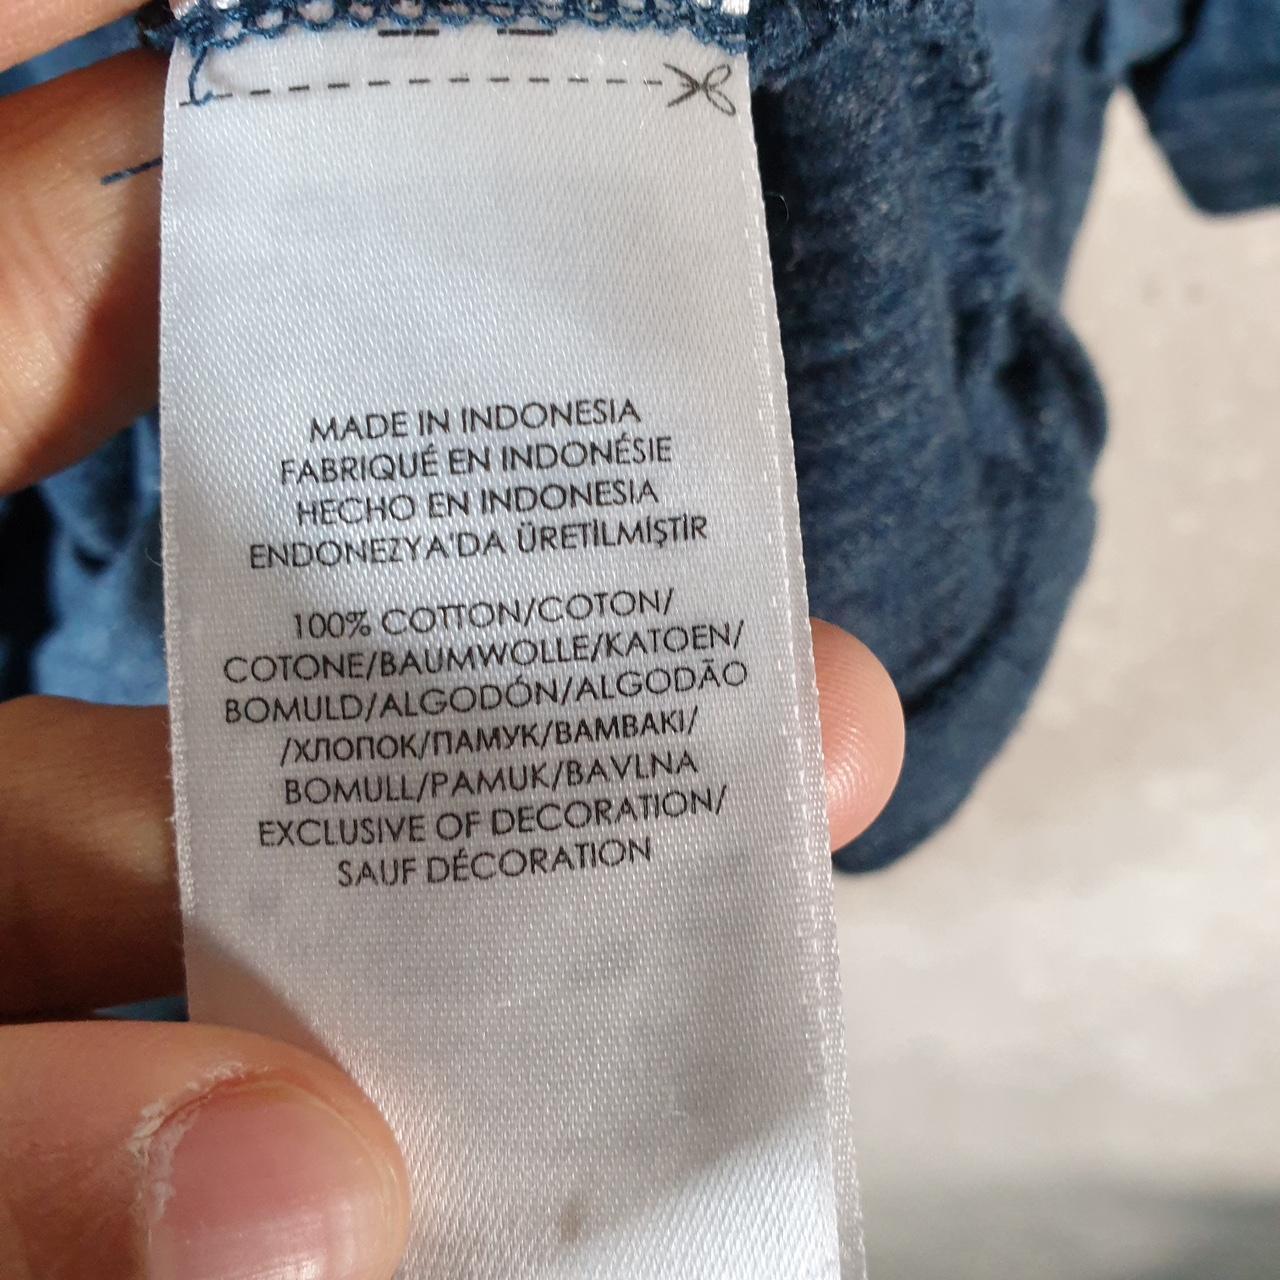 MADE IN INDONESIA
FABRIQUÉ EN INDONÉSIE
HECHO EN INDONESIA
ENDONEZYA'DA ÜRETİLMİŞTİR
100% COTTON/COTON/
COTONE/BAUMWOLLE/KATOEN/
BOMULD/ALGODÓN/ALGODÃO
/ХЛОПОК/ПАМУК/BAMBAKI/
BOMULL/PAMUK/BAVLNA
EXCLUSIVE OF DECORATION/
SAUF DÉCORATION